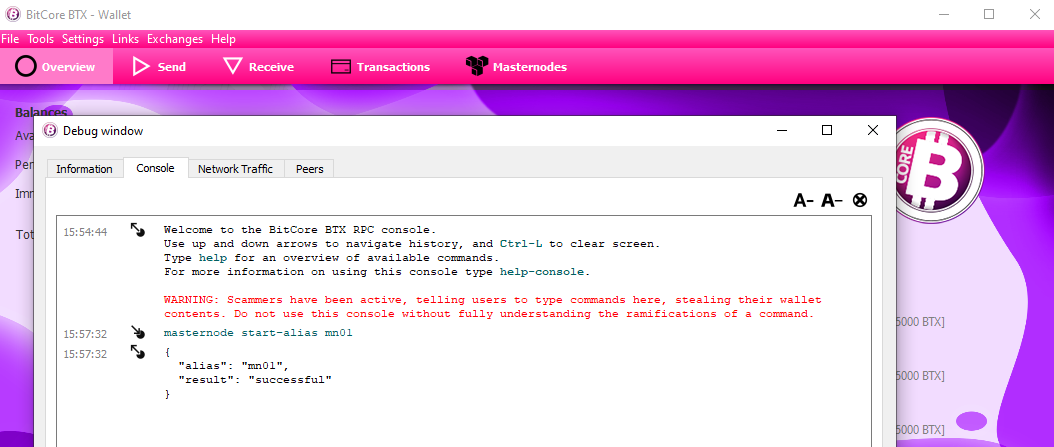 BitCore BTX - Wallet
File Tools Settings Links Exchanges Help
Overview Send Receive Transactions Masternodes
Balances
Debug window
Ava
Information Console Network Traffic Peers
Per
CORE
Imm
A- A-
15:54:44 Welcome to the BitCore BTX RPC console.
Tot Use up and down arrows to navigate history, and Ctrl-L to clear screen.
Type help for an overview of available commands.
For more information on using this console type help-console.
WARNING: Scammers have been active, telling users to type commands here, stealing their wallet
contents. Do not use this console without fully understanding the ramifications of a command.
5000 BTX]
15:57:32 masternode start-alias mn01
15:57:32 {
"alias": "mn01",
5000 BTX]
"result": "successful"
}
5000 BTX]